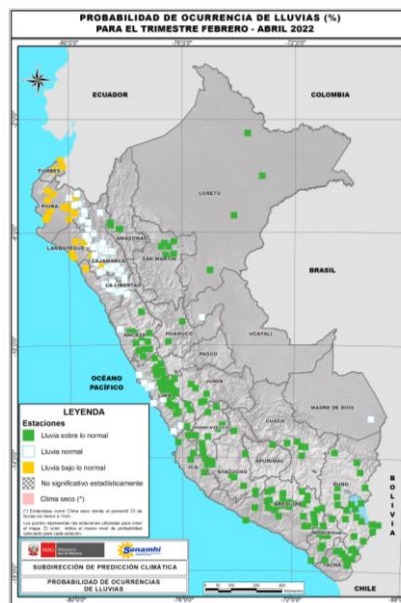 PROBABILIDAD DE OCURRENCIA DE LLUVIAS (%)
PARA EL TRIMESTRE FEBRERO - ABRIL 2022
ECUADOR
COLOMBIA
TUMBES
LORETO
PIURA
AMAZONAS
LAMBAYEQUE
CAJAMARCA
SAN MARTIN
BRASIL
LA LIBERTAD
ANCASH
HUANUCO
UCAYALI
PASCO
OCÉANO
PACÍFICO
JUNIN
LIMA
MADRE DE DIOS
CUSCO
HUANCAVELICA
APURIMAC
ICA
AYACUCHO
PUNO
AREQUIPA
MOQUEGUA
TACNA
BOLIVIA
CHILE
LEYENDA
Estaciones
Lluvia sobre lo normal
Lluvia normal
Lluvia bajo lo normal
No significativo estadísticamente
Clima seco (*)
PERÚ
Senamhi
SUBDIRECCIÓN DE PREDICCIÓN CLIMÁTICA
PROBABILIDAD DE OCURRENCIAS
DE LLUVIAS